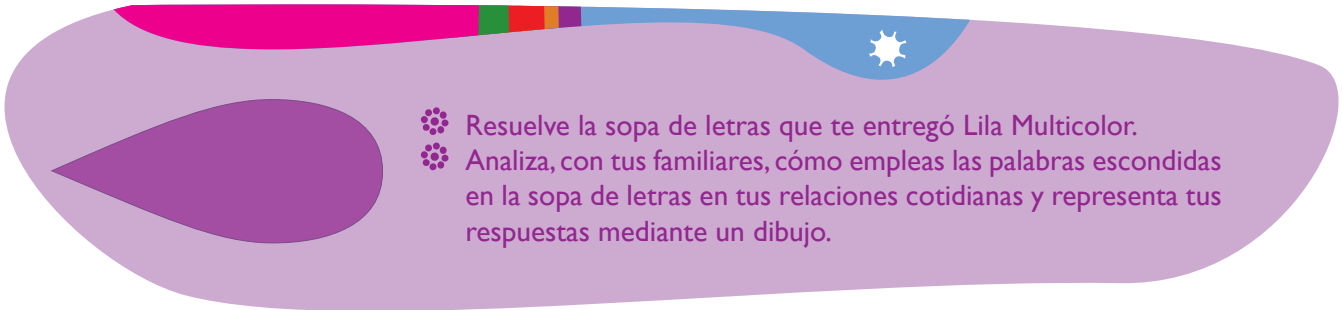 Resuelve la sopa de letras que te entregó Lila Multicolor.
Analiza, con tus familiares, cómo empleas las palabras escondidas
en la sopa de letras en tus relaciones cotidianas y representa tus
respuestas mediante un dibujo.